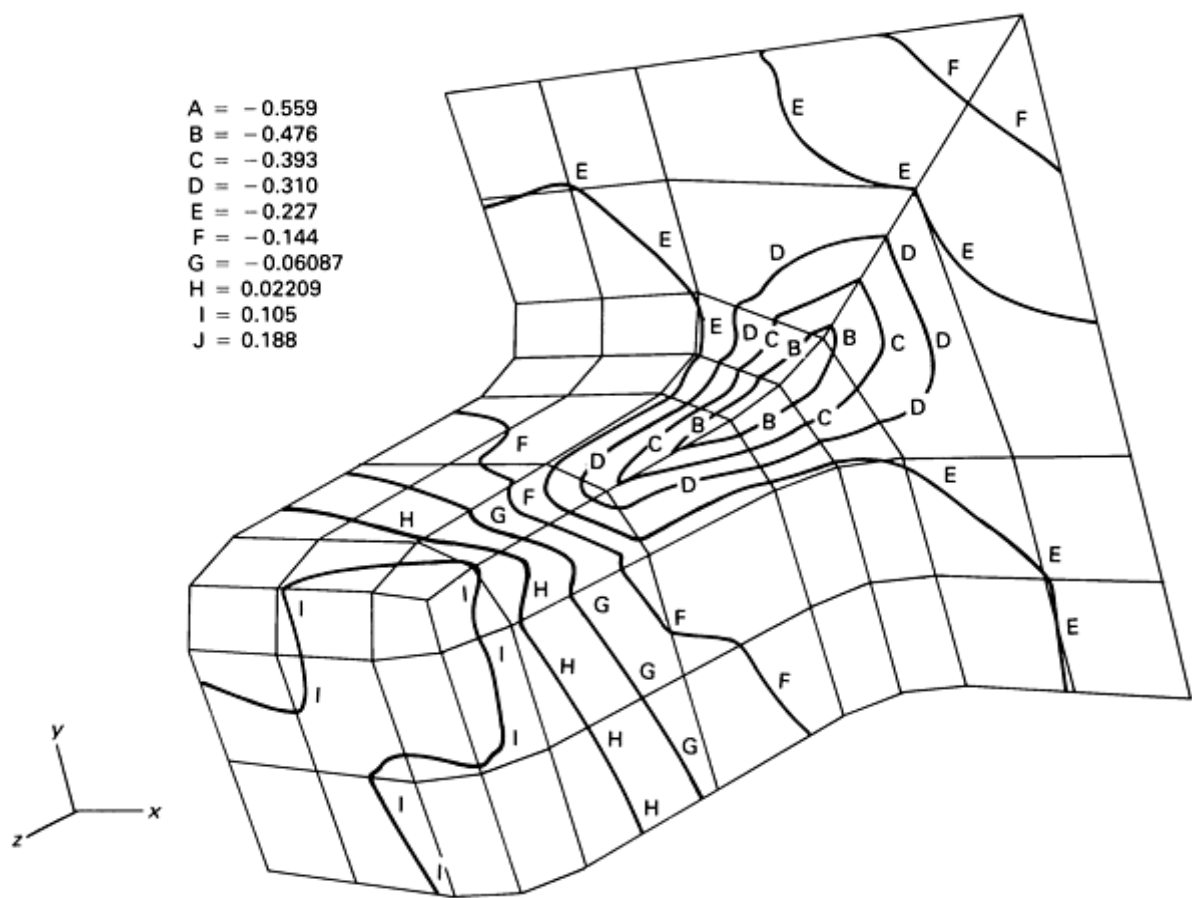 A = −0.559
B = −0.476
C = −0.393
D = −0.310
E = −0.227
F = −0.144
G = −0.06087
H = 0.02209
I = 0.105
J = 0.188
F
E
F
E
E
E
D
D
E
E
D
C
B
B
C
D
D
B
B
C
C
D
D
E
F
F
G
H
H
G
F
E
E
I
I
I
I
I
H
G
F
H
G
I
I
H
y
x
z